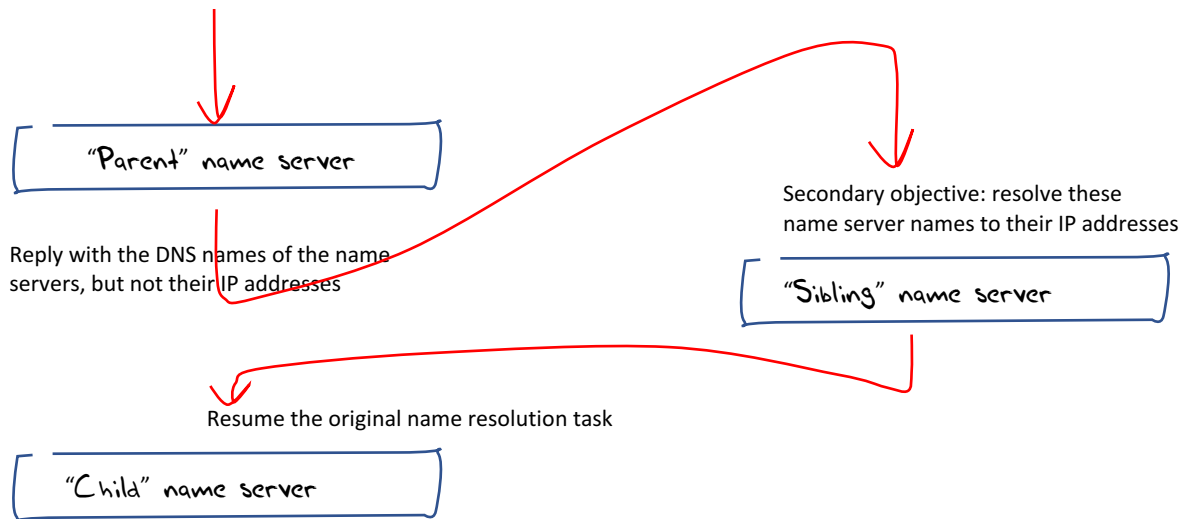 “Parent” name server
Reply with the DNS names of the name
servers, but not their IP addresses
Secondary objective: resolve these
name server names to their IP addresses
“Sibling” name server
Resume the original name resolution task
“Child” name server